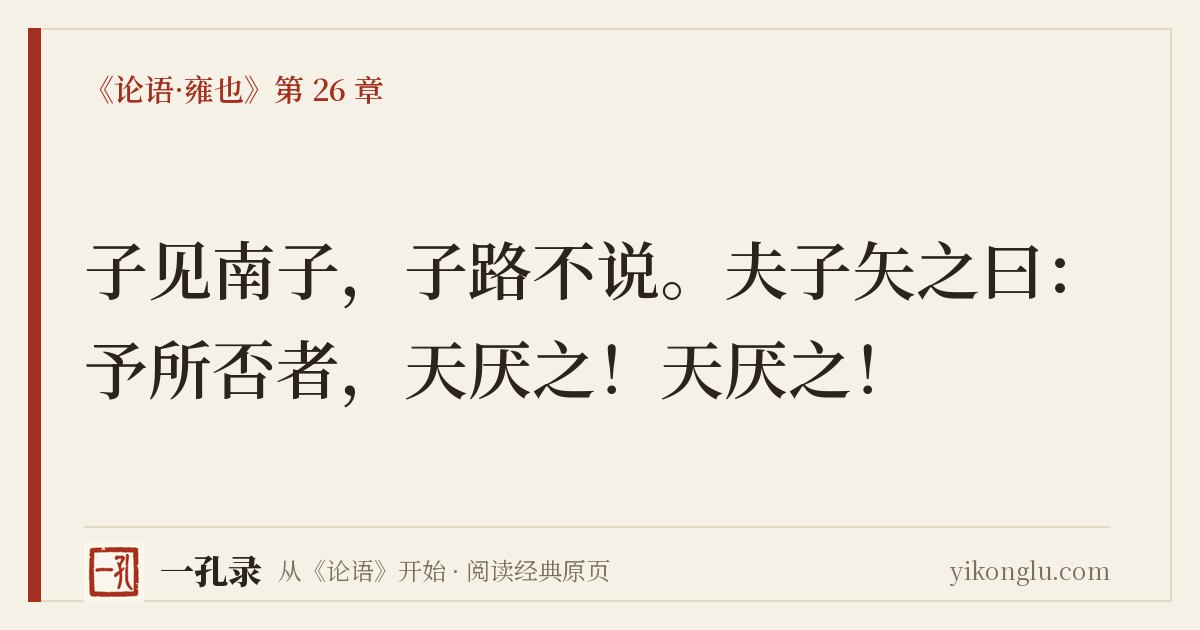 《论语·雍也》第 26 章
子见南子，子路不说。夫子矢之曰：
予所否者，天厌之！天厌之！
一孔
一孔录 从《论语》开始 · 阅读经典原页 yikonglu.com